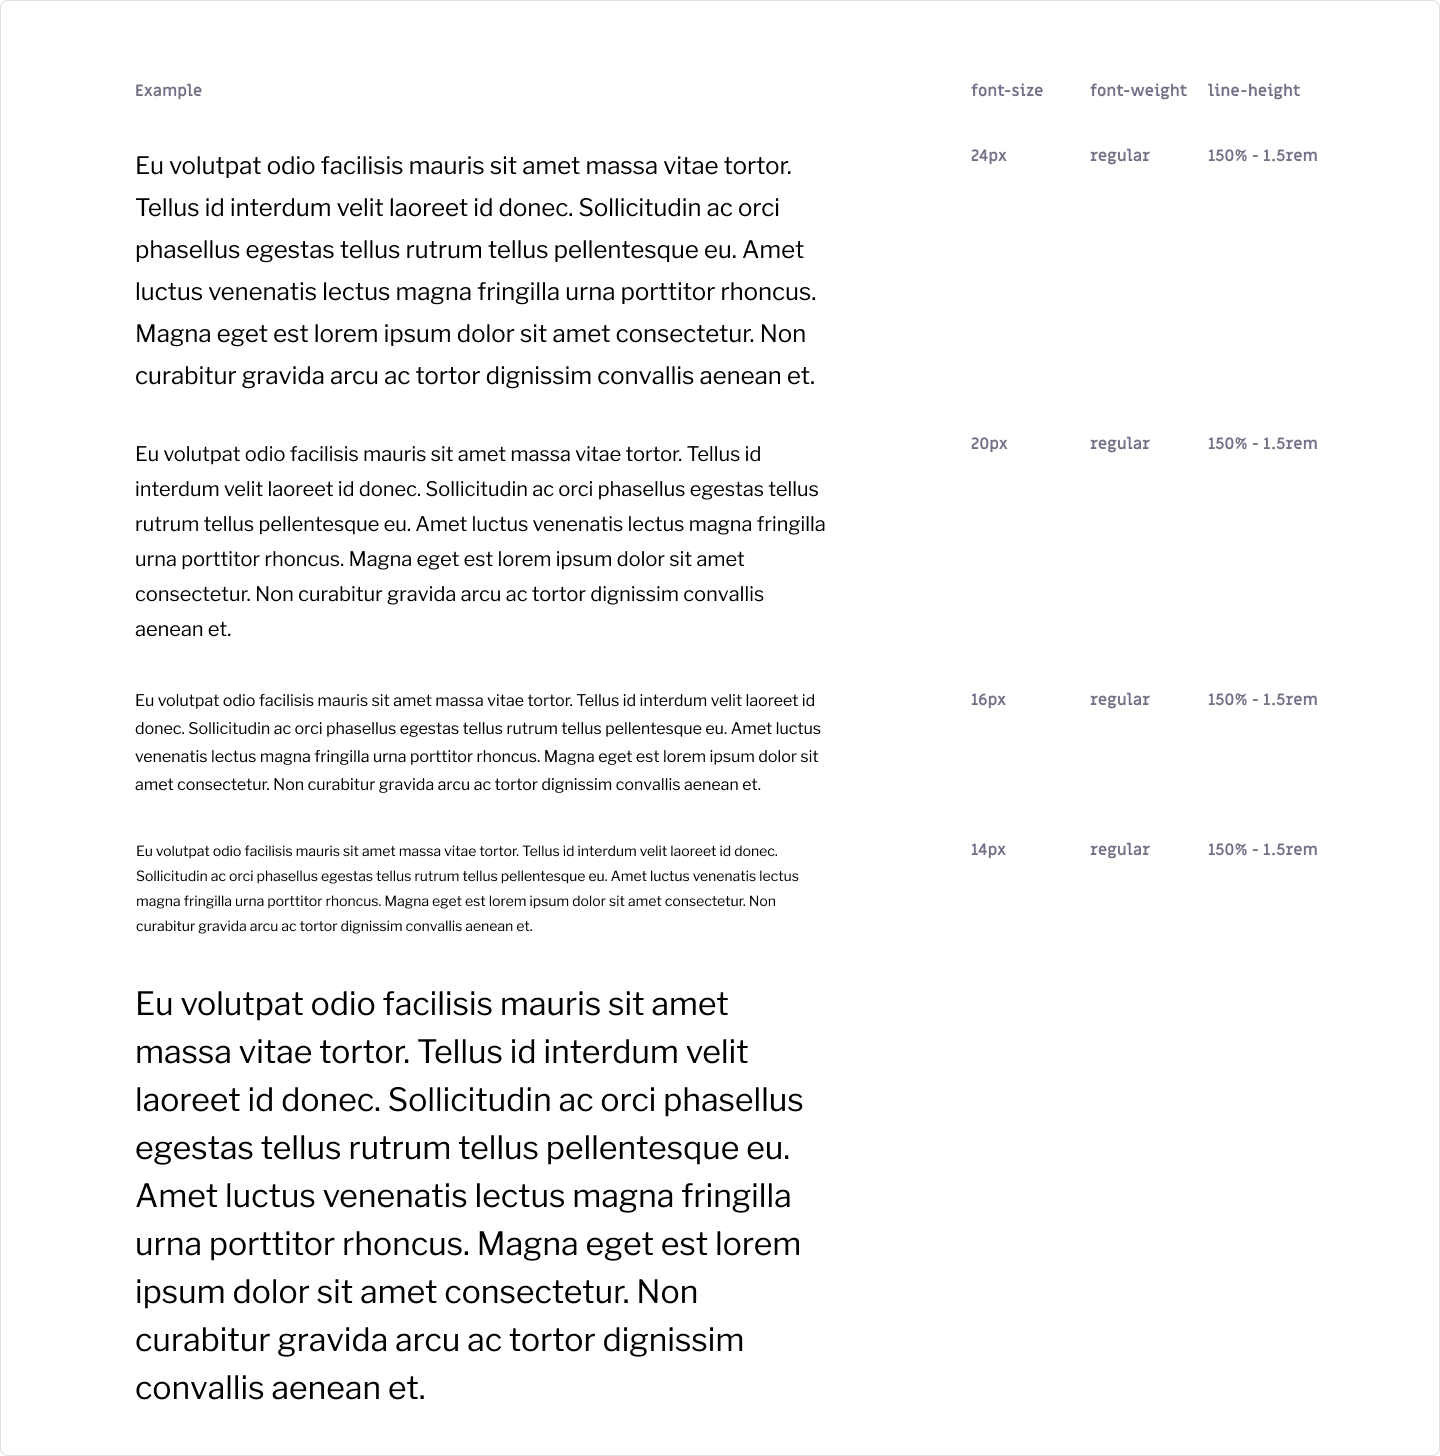 Example font-size font-weight line-height
Eu volutpat odio facilisis mauris sit amet massa vitae tortor. 24px regular 150% - 1.5rem
Tellus id interdum velit laoreet id donec. Sollicitudin ac orci
phasellus egestas tellus rutrum tellus pellentesque eu. Amet
luctus venenatis lectus magna fringilla urna porttitor rhoncus.
Magna eget est lorem ipsum dolor sit amet consectetur. Non
curabitur gravida arcu ac tortor dignissim convallis aenean et.
Eu volutpat odio facilisis mauris sit amet massa vitae tortor. Tellus id 20px regular 150% - 1.5rem
interdum velit laoreet id donec. Sollicitudin ac orci phasellus egestas tellus
rutrum tellus pellentesque eu. Amet luctus venenatis lectus magna fringilla
urna porttitor rhoncus. Magna eget est lorem ipsum dolor sit amet
consectetur. Non curabitur gravida arcu ac tortor dignissim convallis
aenean et.
Eu volutpat odio facilisis mauris sit amet massa vitae tortor. Tellus id interdum velit laoreet id 16px regular 150% - 1.5rem
donec. Sollicitudin ac orci phasellus egestas tellus rutrum tellus pellentesque eu. Amet luctus
venenatis lectus magna fringilla urna porttitor rhoncus. Magna eget est lorem ipsum dolor sit
amet consectetur. Non curabitur gravida arcu ac tortor dignissim convallis aenean et.
Eu volutpat odio facilisis mauris sit amet massa vitae tortor. Tellus id interdum velit laoreet id donec. 14px regular 150% - 1.5rem
Sollicitudin ac orci phasellus egestas tellus rutrum tellus pellentesque eu. Amet luctus venenatis lectus
magna fringilla urna porttitor rhoncus. Magna eget est lorem ipsum dolor sit amet consectetur. Non
curabitur gravida arcu ac tortor dignissim convallis aenean et.
Eu volutpat odio facilisis mauris sit amet
massa vitae tortor. Tellus id interdum velit
laoreet id donec. Sollicitudin ac orci phasellus
egestas tellus rutrum tellus pellentesque eu.
Amet luctus venenatis lectus magna fringilla
urna porttitor rhoncus. Magna eget est lorem
ipsum dolor sit amet consectetur. Non
curabitur gravida arcu ac tortor dignissim
convallis aenean et.